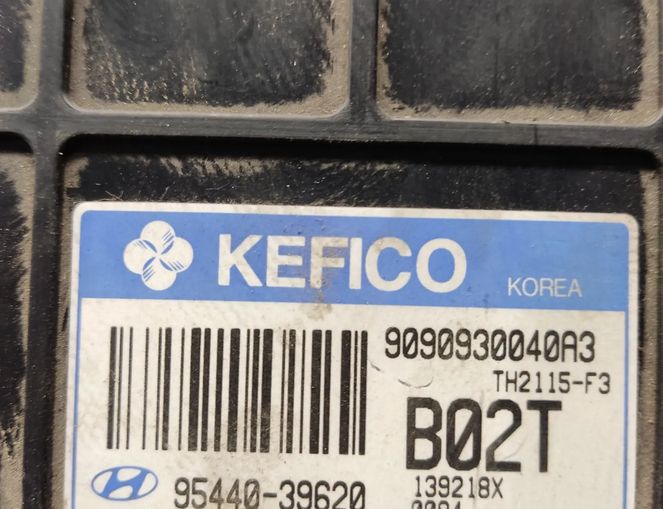 KEFICO KOREA
9090930040A3
TH2115-F3
B02T
95440-39620
139218X